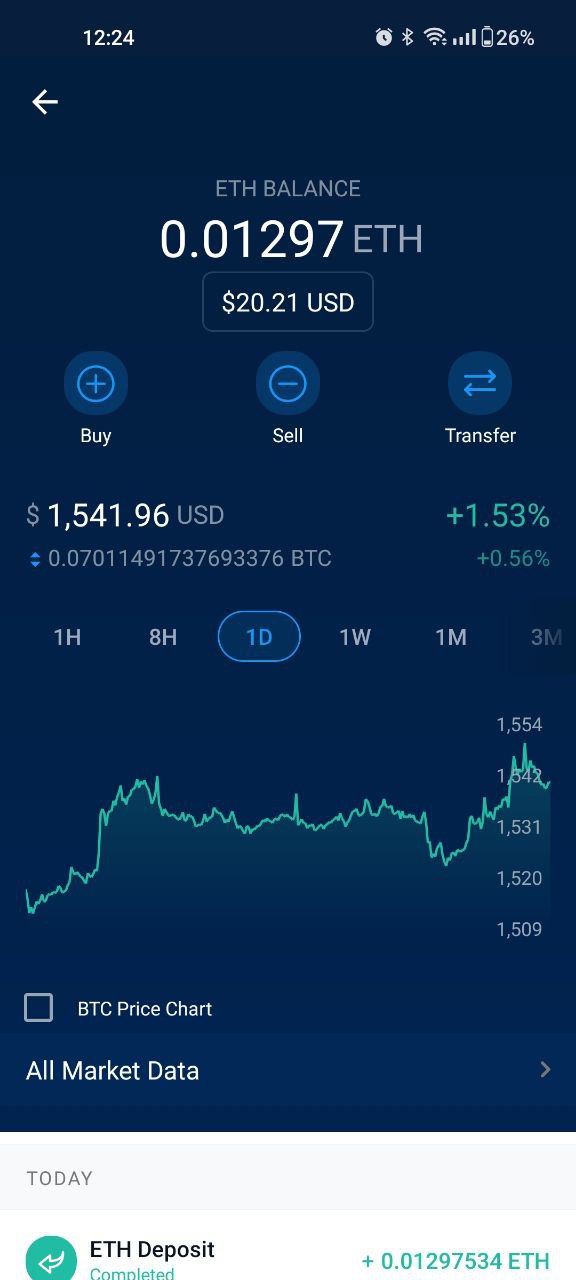 12:24 26%
ETH BALANCE
0.01297 ETH
$20.21 USD
Buy Sell Transfer
$ 1,541.96 USD +1.53%
0.07011491737693376 BTC +0.56%
1H 8H 1D 1W 1M 3M
1,554
1,542
1,531
1,520
1,509
BTC Price Chart
All Market Data
TODAY
ETH Deposit
+ 0.01297534 ETH
Completed